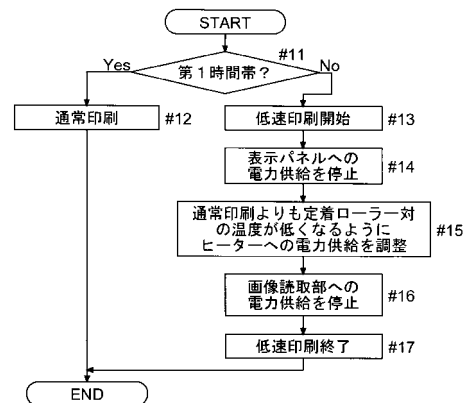 START
#11
Yes
第1時間帯?
No
通常印刷
#12
低速印刷開始
#13
表示パネルへの
電力供給を停止
#14
通常印刷よりも定着ローラー対
の温度が低くなるように
ヒーターへの電力供給を調整
#15
画像読取部への
電力供給を停止
#16
低速印刷終了
#17
END